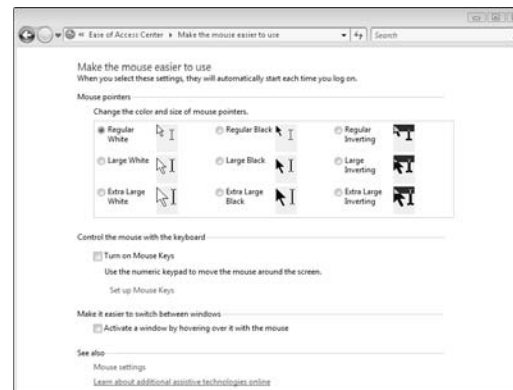 « Ease of Access Center ▸ Make the mouse easier to use
Search
Make the mouse easier to use
When you select these settings, they will automatically start each time you log on.
Mouse pointers
Change the color and size of mouse pointers.
Regular White
Regular Black
Regular Inverting
Large White
Large Black
Large Inverting
Extra Large White
Extra Large Black
Extra Large Inverting
Control the mouse with the keyboard
Turn on Mouse Keys
Use the numeric keypad to move the mouse around the screen.
Set up Mouse Keys
Make it easier to switch between windows
Activate a window by hovering over it with the mouse
See also
Mouse settings
Learn about additional assistive technologies online